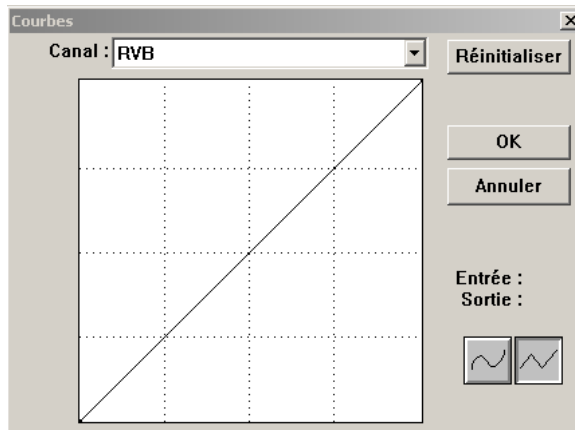 Courbes
Canal : RVB
Réinitialiser
OK
Annuler
Entrée :
Sortie :